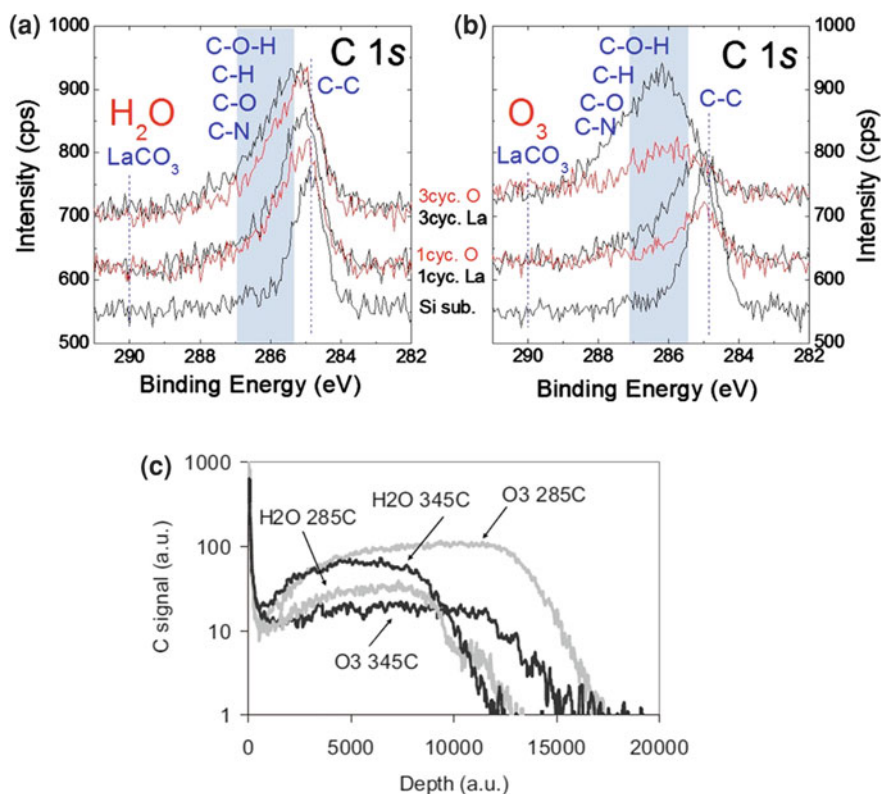 (a)
1000
900
800
700
600
500
Intensity (cps)
C-O-H
C-H
C-O
C-N
C 1s
C-C
H₂O
LaCO₃
290 288 286 284 282
Binding Energy (eV)
3cyc. O
3cyc. La
1cyc. O
1cyc. La
Si sub.
(b)
C-O-H
C-H
C-O
C-N
C 1s
C-C
O₃
LaCO₃
290 288 286 284 282
Binding Energy (eV)
1000
900
800
700
600
500
Intensity (cps)
(c)
1000
100
10
1
C signal (a.u.)
H2O 285C
H2O 345C
O3 285C
O3 345C
0 5000 10000 15000 20000
Depth (a.u.)